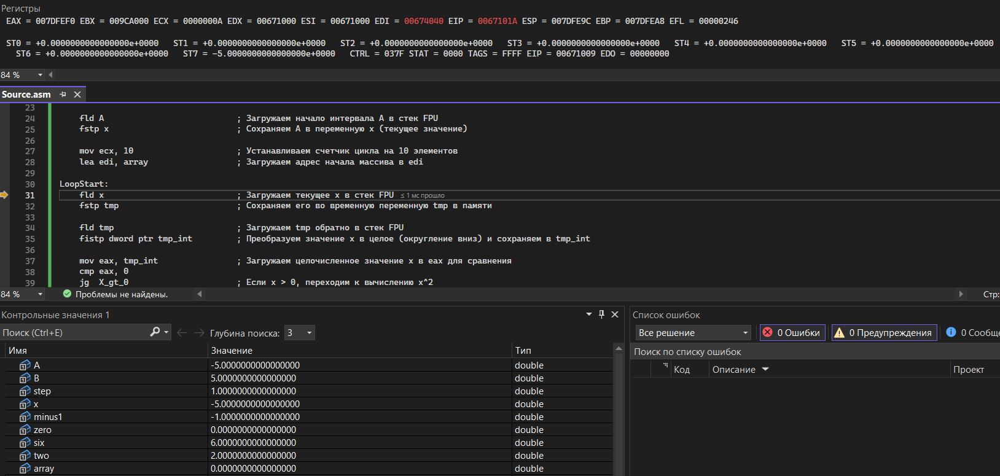 Регистры
EAX = 007DFEF0 EBX = 009CA000 ECX = 0000000A EDX = 00671000 ESI = 00671000 EDI = 00674040 EIP = 0067101A ESP = 007DFE9C EBP = 007DFEA8 EFL = 00000246
ST0 = +0.0000000000000000e+0000 ST1 = +0.0000000000000000e+0000 ST2 = +0.0000000000000000e+0000 ST3 = +0.0000000000000000e+0000 ST4 = +0.0000000000000000e+0000 ST5 = +0.0000000000000000e+0000
ST6 = +0.0000000000000000e+0000 ST7 = -5.0000000000000000e+0000 CTRL = 037F STAT = 0000 TAGS = FFFF EIP = 00671009 EDO = 00000000
84 %
Source.asm
23
24 fld A ; Загружаем начало интервала A в стек FPU
25 fstp x ; Сохраняем A в переменную x (текущее значение)
26
27 mov ecx, 10 ; Устанавливаем счетчик цикла на 10 элементов
28 lea edi, array ; Загружаем адрес начала массива в edi
29
30 LoopStart:
31 fld x ; Загружаем текущее x в стек FPU ≤ 1 мс прошло
32 fstp tmp ; Сохраняем его во временную переменную tmp в памяти
33
34 fld tmp ; Загружаем tmp обратно в стек FPU
35 fistp dword ptr tmp_int ; Преобразуем значение x в целое (округление вниз) и сохраняем в tmp_int
36
37 mov eax, tmp_int ; Загружаем целочисленное значение x в eax для сравнения
38 cmp eax, 0
39 jg X_gt_0 ; Если x > 0, переходим к вычислению x^2
84 % Проблемы не найдены. Стр:
Контрольные значения 1
Поиск (Ctrl+E) Глубина поиска: 3
Имя Значение Тип
A -5.0000000000000000 double
B 5.0000000000000000 double
step 1.0000000000000000 double
x -5.0000000000000000 double
minus1 -1.0000000000000000 double
zero 0.0000000000000000 double
six 6.0000000000000000 double
two 2.0000000000000000 double
array 0.0000000000000000 double
Список ошибок
Все решение 0 Ошибки 0 Предупреждения 0 Сообще
Поиск по списку ошибок
Код Описание Проект